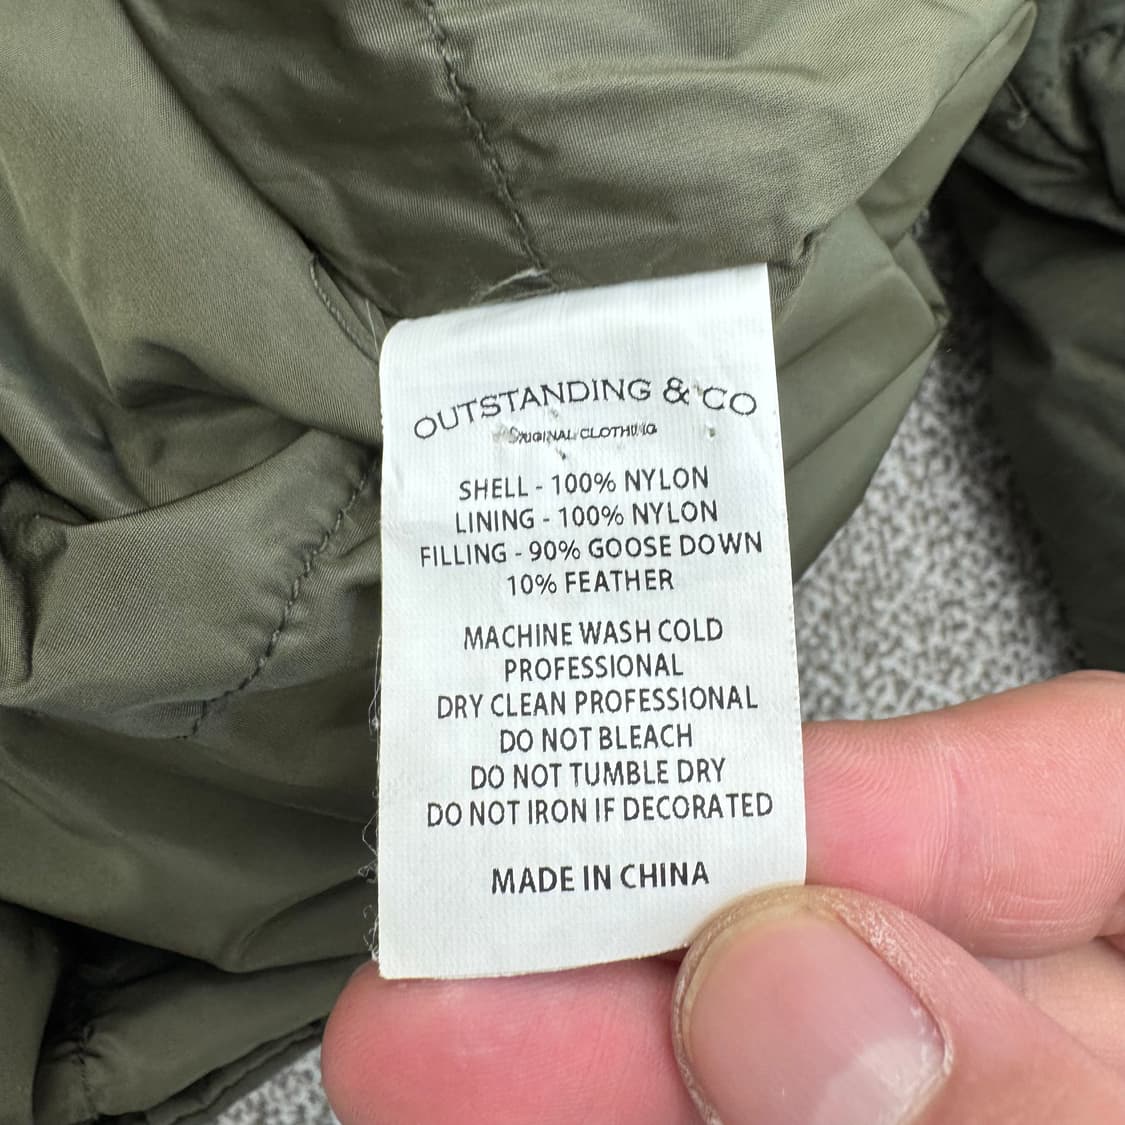 OUTSTANDING & CO
ORIGINAL CLOTHING
SHELL - 100% NYLON
LINING - 100% NYLON
FILLING - 90% GOOSE DOWN
10% FEATHER
MACHINE WASH COLD
PROFESSIONAL
DRY CLEAN PROFESSIONAL
DO NOT BLEACH
DO NOT TUMBLE DRY
DO NOT IRON IF DECORATED
MADE IN CHINA